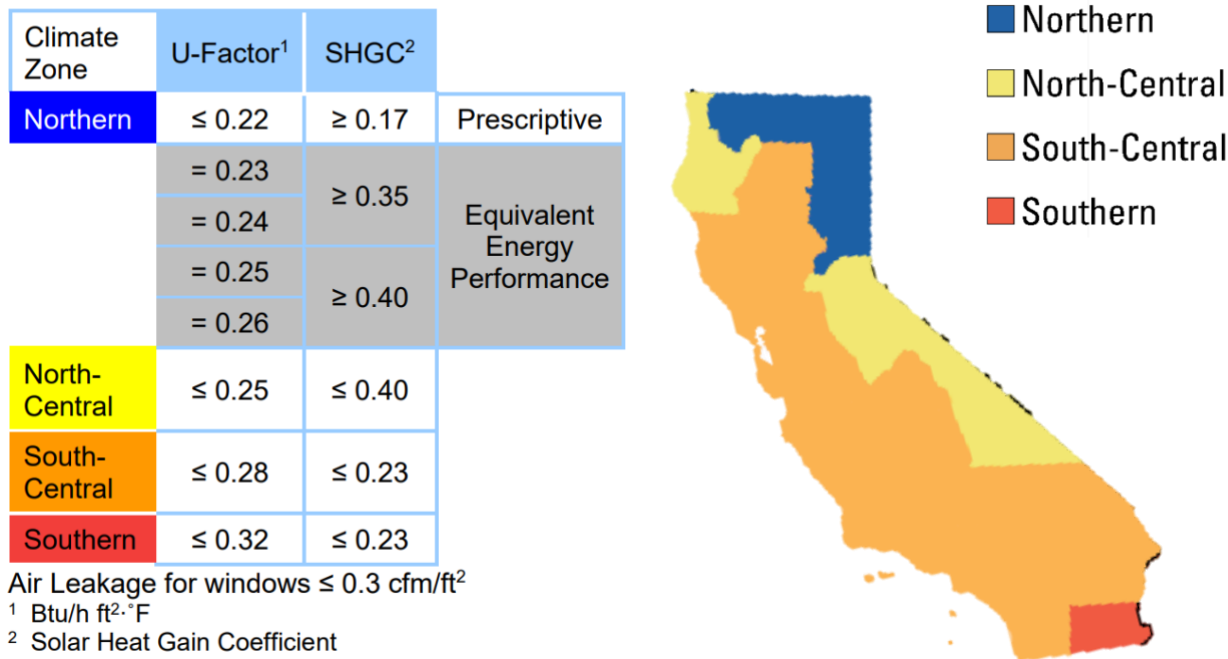 Climate
Zone
U-Factor¹
SHGC²
Northern
≤ 0.22
≥ 0.17
Prescriptive
= 0.23
= 0.24
≥ 0.35
= 0.25
= 0.26
≥ 0.40
Equivalent
Energy
Performance
North-
Central
≤ 0.25
≤ 0.40
South-
Central
≤ 0.28
≤ 0.23
Southern
≤ 0.32
≤ 0.23
Air Leakage for windows ≤ 0.3 cfm/ft²
¹ Btu/h ft²·˚F
² Solar Heat Gain Coefficient
Northern
North-Central
South-Central
Southern